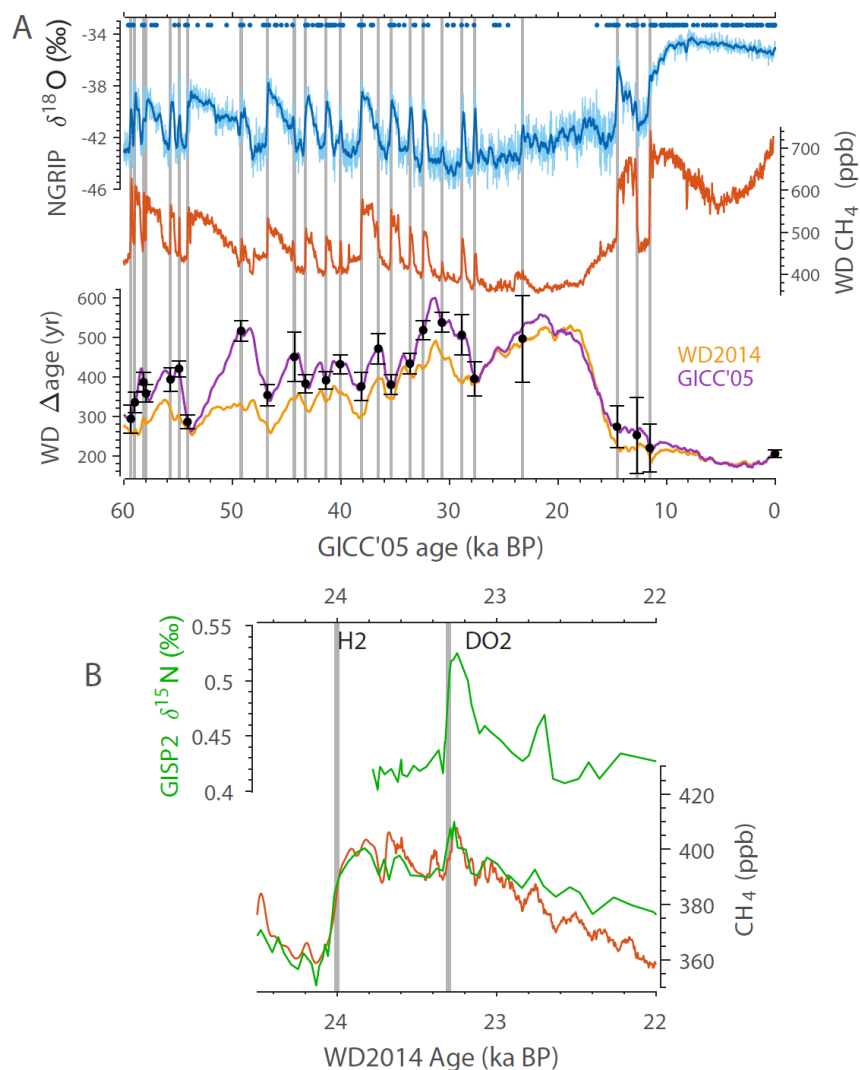 A
-34
-38
-42
-46
NGRIP δ18O (‰)
700
600
500
400
WD CH4 (ppb)
600
500
400
300
200
WD Δage (yr)
WD2014
GICC'05
60 50 40 30 20 10 0
GICC'05 age (ka BP)
24 23 22
B
0.55
0.5
0.45
0.4
GISP2 δ15N (‰)
H2 DO2
420
400
380
360
CH4 (ppb)
24 23 22
WD2014 Age (ka BP)